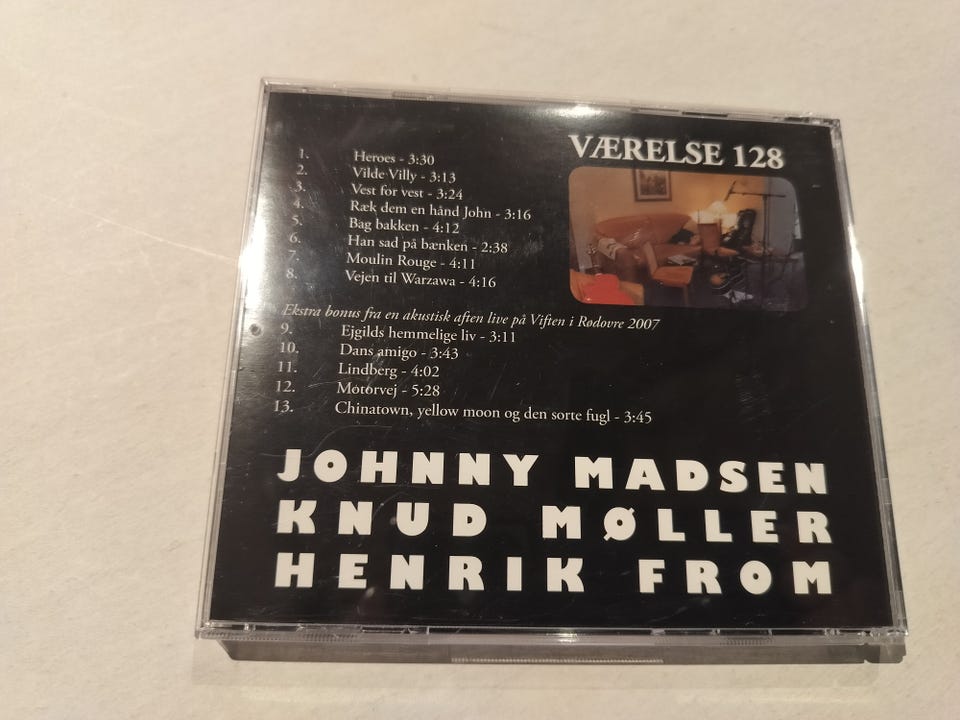 VÆRELSE 128
1. Heroes - 3:30
2. Vilde Villy - 3:13
3. Vest for vest - 3:24
4. Ræk dem en hånd John - 3:16
5. Bag bakken - 4:12
6. Han sad på bænken - 2:38
7. Moulin Rouge - 4:11
8. Vejen til Warzawa - 4:16
Ekstra bonus fra en akustisk aften live på Viften i Rødovre 2007
9. Ejgilds hemmelige liv - 3:11
10. Dans amigo - 3:43
11. Lindberg - 4:02
12. Motorvej - 5:28
13. Chinatown, yellow moon og den sorte fugl - 3:45
JOHNNY MADSEN
KNUD MØLLER
HENRIK FROM